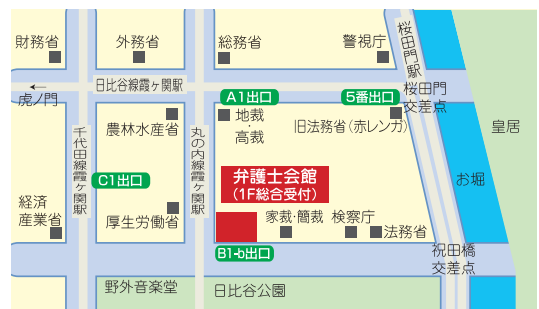 財務省
外務省
総務省
警視庁
桜田門駅
日比谷線霞ヶ関駅
←
虎ノ門
A1出口
5番出口
桜田門
交差点
農林水産省
地裁
・
高裁
旧法務省(赤レンガ)
皇居
千代田線霞ヶ関駅
丸の内線霞ヶ関駅
C1出口
弁護士会館
(1F総合受付)
お堀
経済
産業省
厚生労働省
家裁・簡裁
検察庁
法務省
B1-b出口
祝田橋
交差点
野外音楽堂
日比谷公園